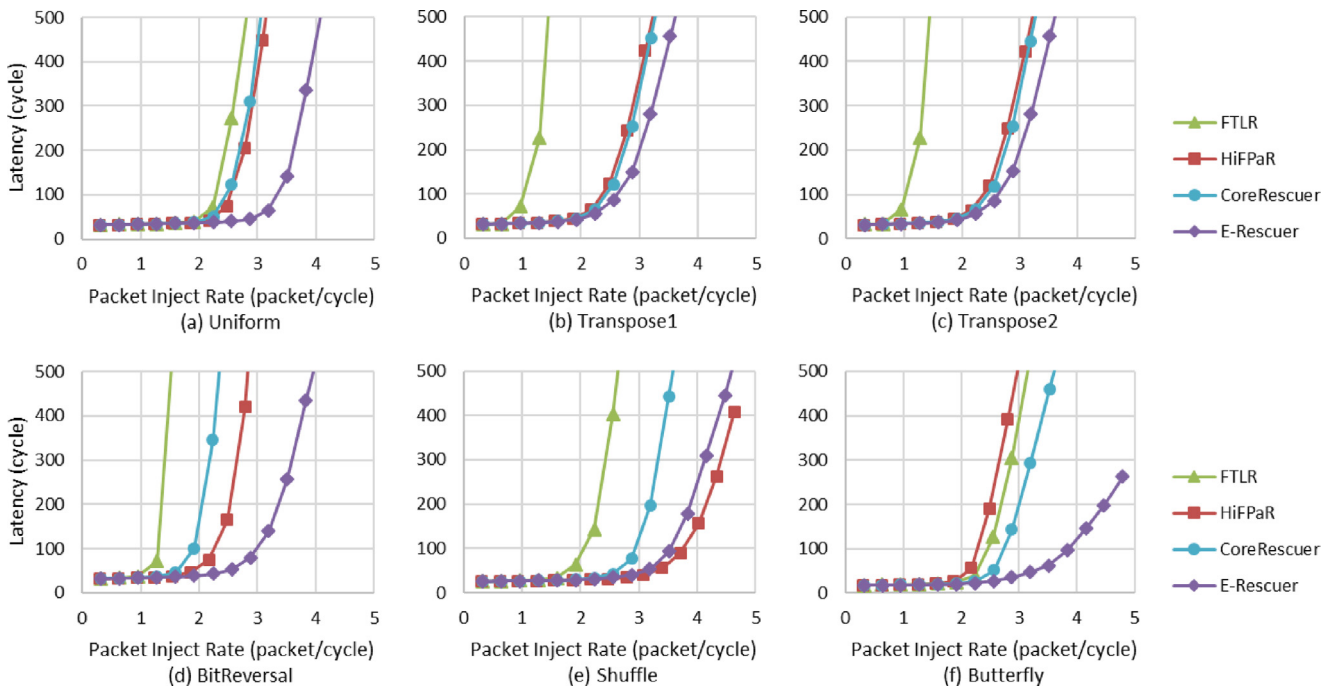 500 500 500
400 400 400
300 300 300
200 200 200
100 100 100
0 0 0
Latency (cycle)
0 1 2 3 4 5 0 1 2 3 4 5 0 1 2 3 4 5
Packet Inject Rate (packet/cycle) Packet Inject Rate (packet/cycle) Packet Inject Rate (packet/cycle)
(a) Uniform (b) Transpose1 (c) Transpose2
FTLR
HiFPaR
CoreRescuer
E-Rescuer
500 500 500
400 400 400
300 300 300
200 200 200
100 100 100
0 0 0
Latency (cycle)
0 1 2 3 4 5 0 1 2 3 4 5 0 1 2 3 4 5
Packet Inject Rate (packet/cycle) Packet Inject Rate (packet/cycle) Packet Inject Rate (packet/cycle)
(d) BitReversal (e) Shuffle (f) Butterfly
FTLR
HiFPaR
CoreRescuer
E-Rescuer